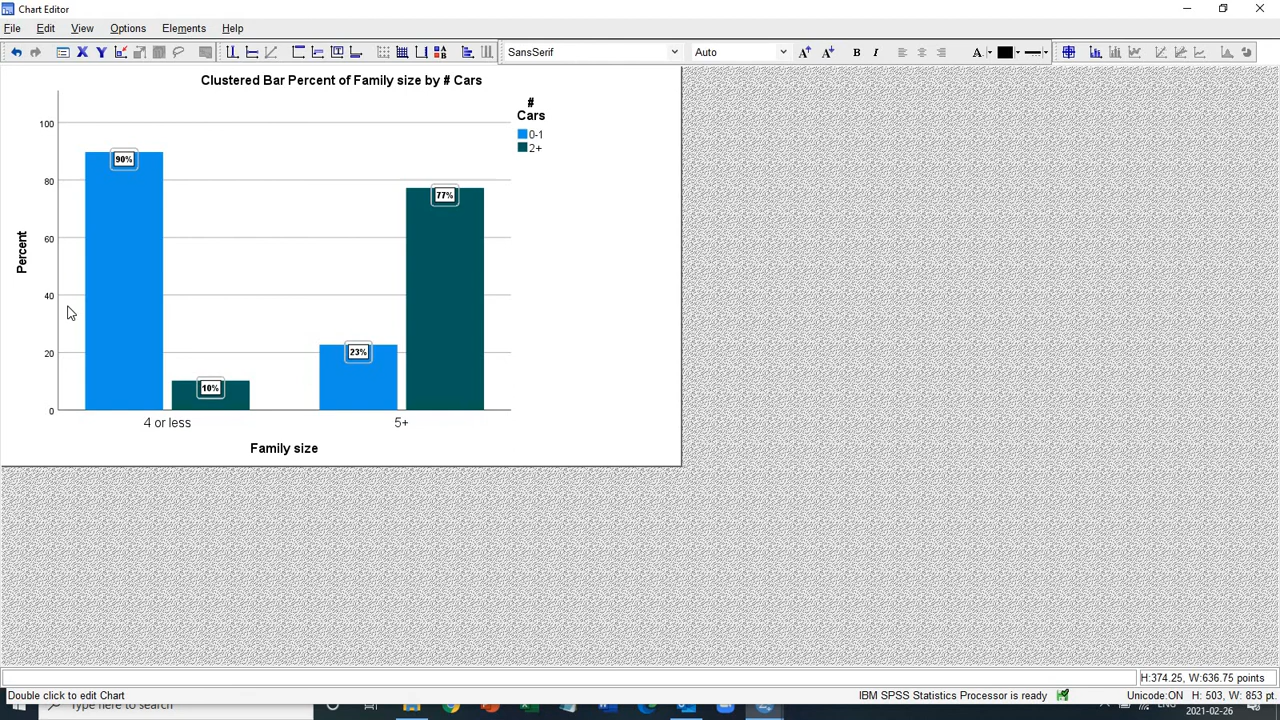 Chart Editor
File Edit View Options Elements Help
X Y SansSerif Auto B I A
Clustered Bar Percent of Family size by # Cars
#
Cars
0-1
2+
100
80
60
40
20
0
Percent
90%
10%
23%
77%
4 or less 5+
Family size
H:374.25, W:636.75 points
Double click to edit Chart IBM SPSS Statistics Processor is ready Unicode:ON H: 503, W: 853 pt.
Type here to search ENG
2021-02-26